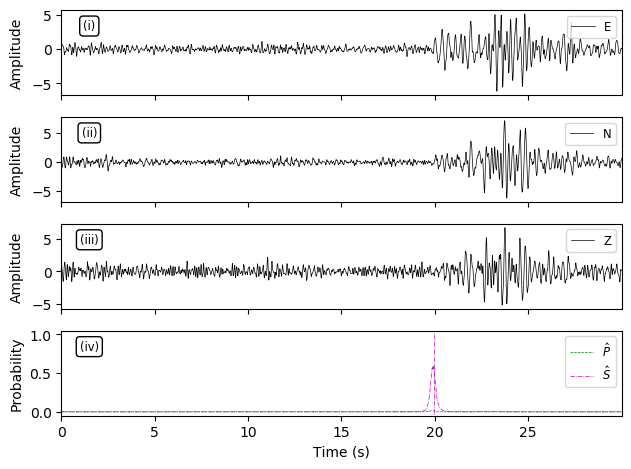 (i)
E
5
0
−5
Amplitude
(ii)
N
5
0
−5
Amplitude
(iii)
Z
5
0
−5
Amplitude
(iv)
P̂
Ŝ
1.0
0.5
0.0
Probability
0 5 10 15 20 25
Time (s)